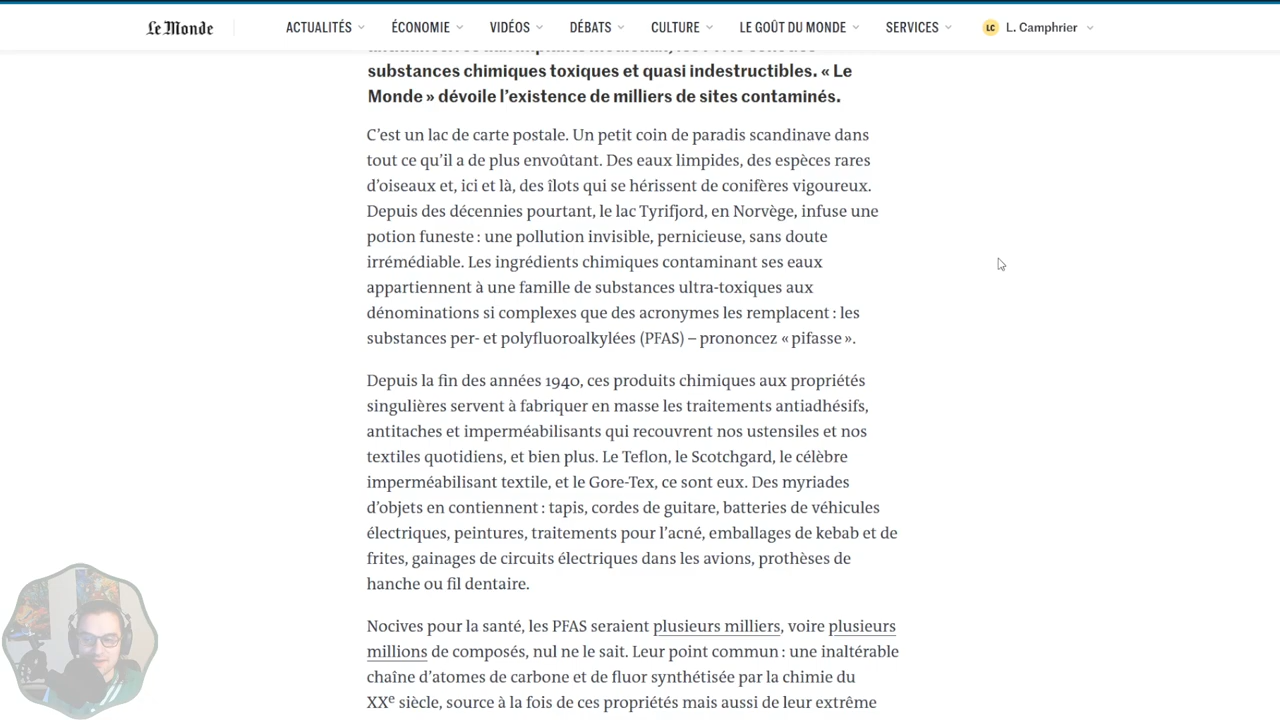 Le Monde
ACTUALITÉS
ÉCONOMIE
VIDÉOS
DÉBATS
CULTURE
LE GOÛT DU MONDE
SERVICES
LC L. Camphrier
substances chimiques toxiques et quasi indestructibles. « Le
Monde » dévoile l’existence de milliers de sites contaminés.
C’est un lac de carte postale. Un petit coin de paradis scandinave dans
tout ce qu’il a de plus envoûtant. Des eaux limpides, des espèces rares
d’oiseaux et, ici et là, des îlots qui se hérissent de conifères vigoureux.
Depuis des décennies pourtant, le lac Tyrifjord, en Norvège, infuse une
potion funeste : une pollution invisible, pernicieuse, sans doute
irrémédiable. Les ingrédients chimiques contaminant ses eaux
appartiennent à une famille de substances ultra-toxiques aux
dénominations si complexes que des acronymes les remplacent : les
substances per- et polyfluoroalkylées (PFAS) – prononcez « pifasse ».
Depuis la fin des années 1940, ces produits chimiques aux propriétés
singulières servent à fabriquer en masse les traitements antiadhésifs,
antitaches et imperméabilisants qui recouvrent nos ustensiles et nos
textiles quotidiens, et bien plus. Le Teflon, le Scotchgard, le célèbre
imperméabilisant textile, et le Gore-Tex, ce sont eux. Des myriades
d’objets en contiennent : tapis, cordes de guitare, batteries de véhicules
électriques, peintures, traitements pour l’acné, emballages de kebab et de
frites, gainages de circuits électriques dans les avions, prothèses de
hanche ou fil dentaire.
Nocives pour la santé, les PFAS seraient plusieurs milliers, voire plusieurs
millions de composés, nul ne le sait. Leur point commun : une inaltérable
chaîne d’atomes de carbone et de fluor synthétisée par la chimie du
XXe siècle, source à la fois de ces propriétés mais aussi de leur extrême